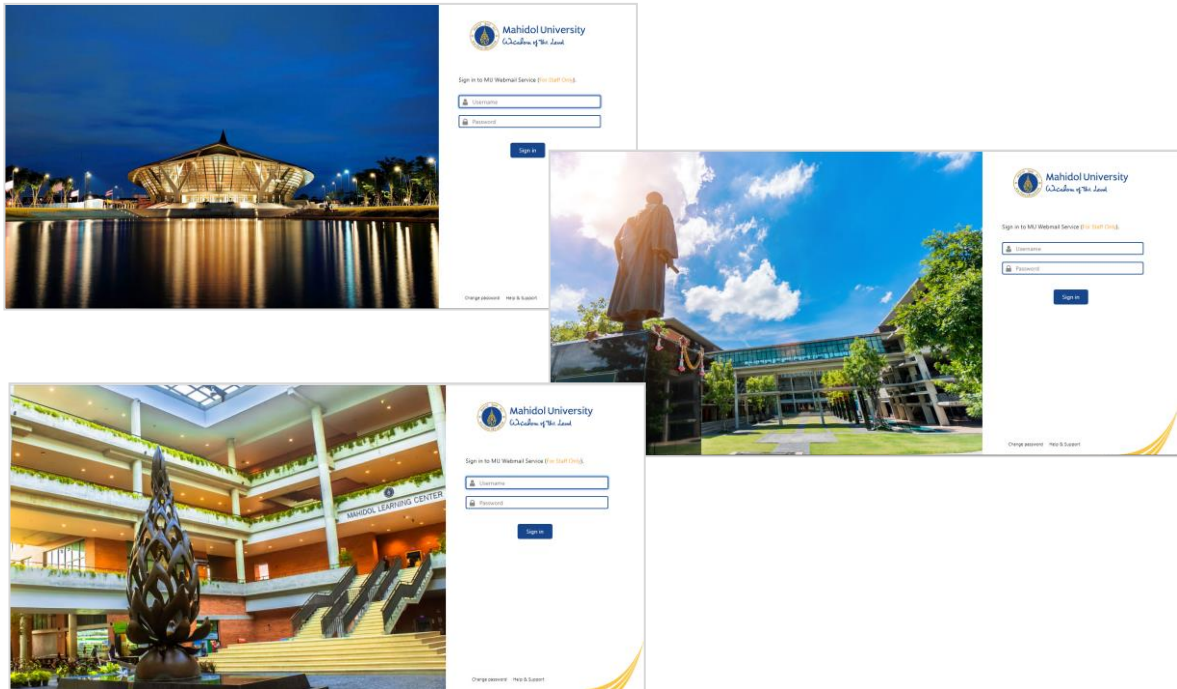 Mahidol University
Wisdom of the Land
Sign in to MU Webmail Service (For Staff Only).
Username
Password
Sign in
Change password Help & Support
Mahidol University
Wisdom of the Land
Sign in to MU Webmail Service (For Staff Only).
Username
Password
Sign in
Change password Help & Support
Mahidol University
Wisdom of the Land
MAHIDOL LEARNING CENTER
Sign in to MU Webmail Service (For Staff Only).
Username
Password
Sign in
Change password Help & Support